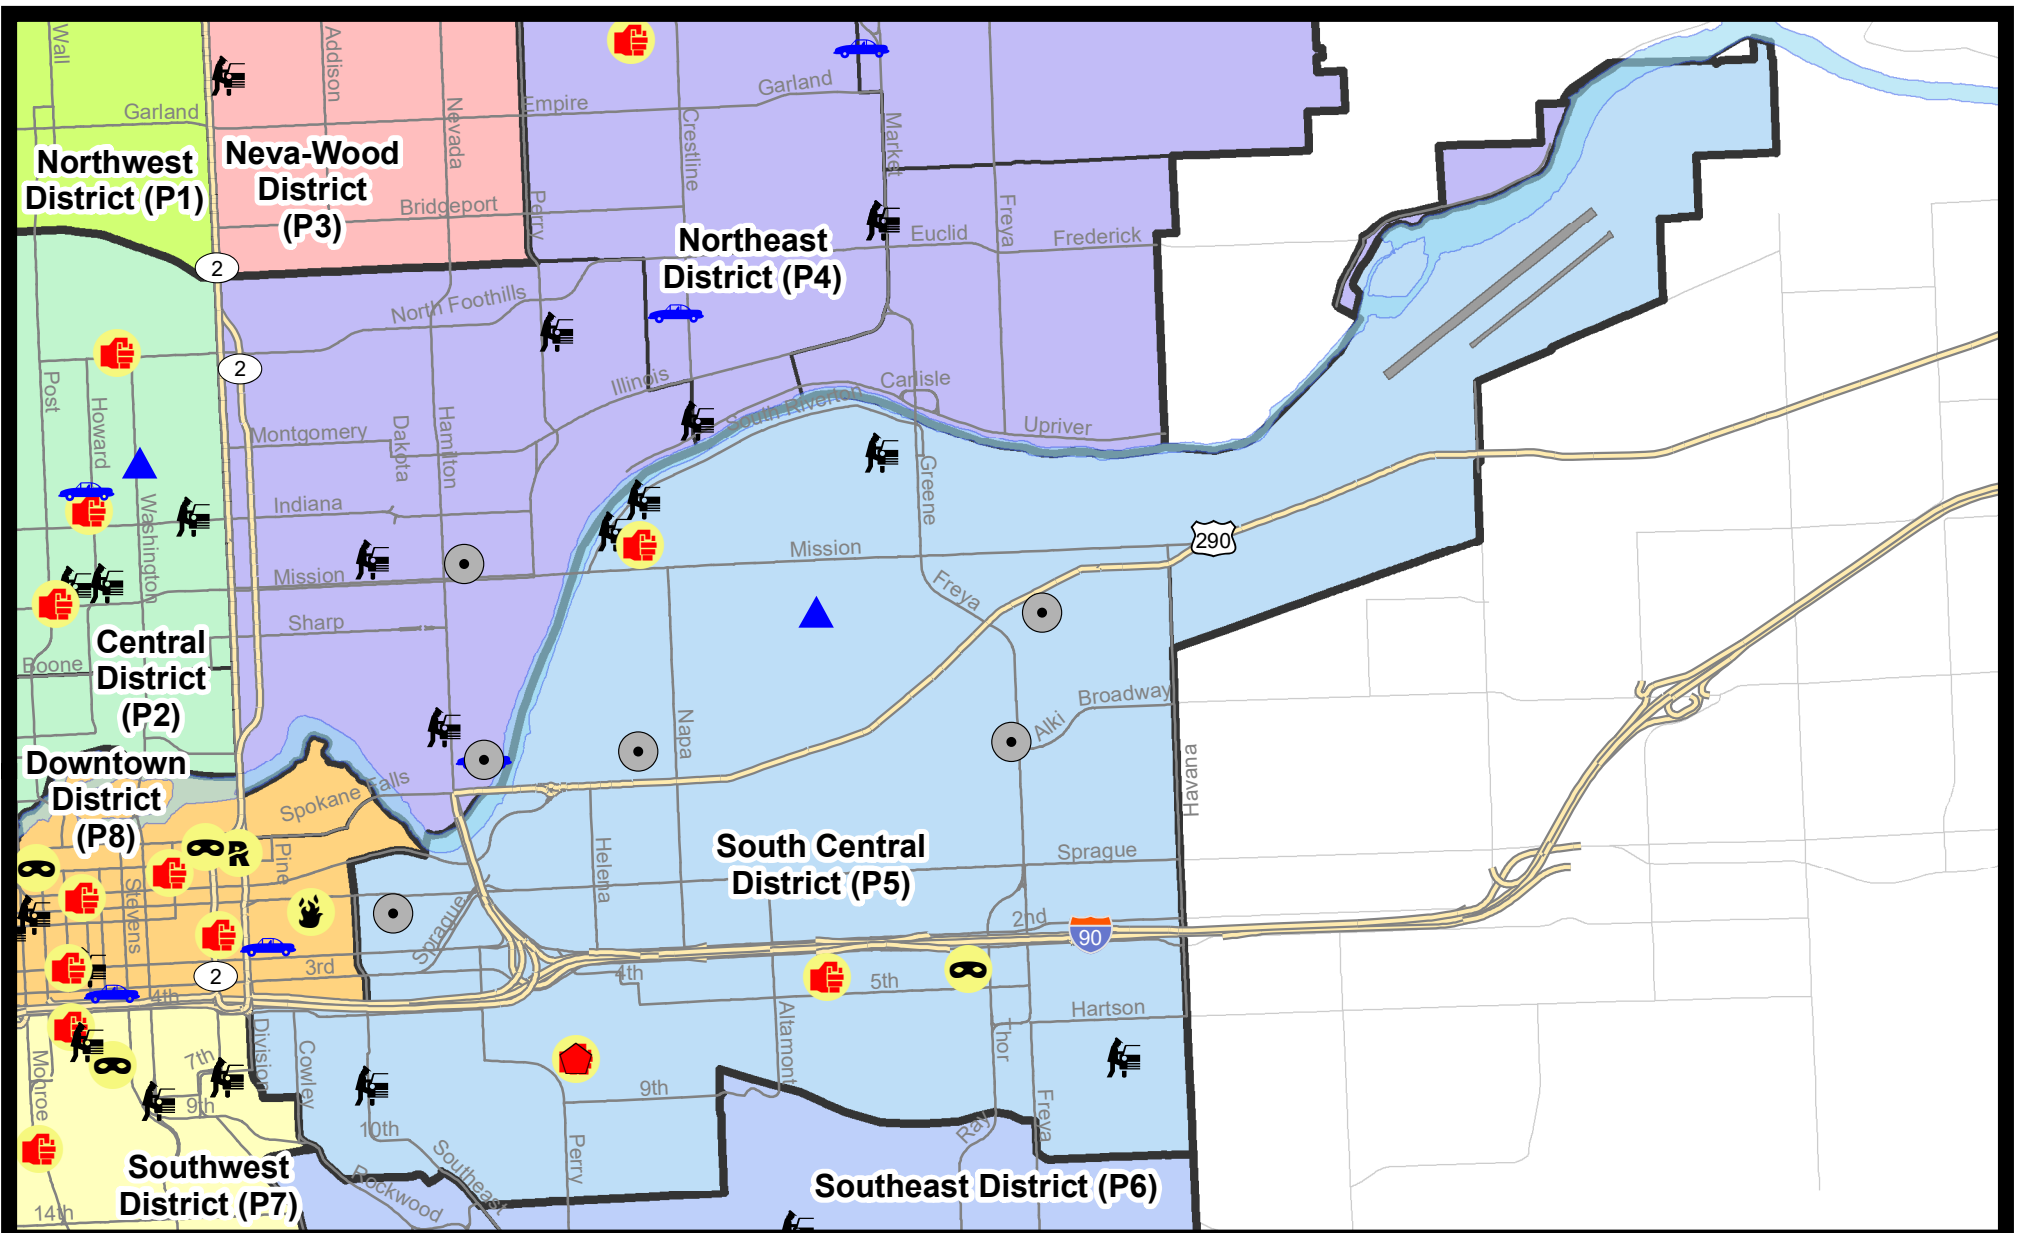 Wall
Addison
Garland
Garland
Empire
Nevada
Crestline
Market
Northwest
District (P1)
Neva-Wood
District
(P3)
Bridgeport
Perry
Freya
Northeast
District (P4)
Euclid
Frederick
2
North Foothills
2
Post
Howard
Illinois
Carlisle
South Riverton
Upriver
Montgomery
Dakota
Hamilton
Greene
Washington
Indiana
290
Mission
Mission
Freya
Sharp
Central
District
(P2)
Boone
Broadway
Alki
Napa
Havana
Downtown
District
(P8)
Spokane Falls
Pine
Helena
South Central
District (P5)
Sprague
Stevens
Sprague
2nd
90
3rd
4th
5th
2
4th
Altamont
Hartson
Thor
Division
Cowley
Monroe
7th
9th
9th
Freya
Ray
10th
Perry
Southeast
Rockwood
Southwest
District (P7)
Southeast District (P6)
14th
R